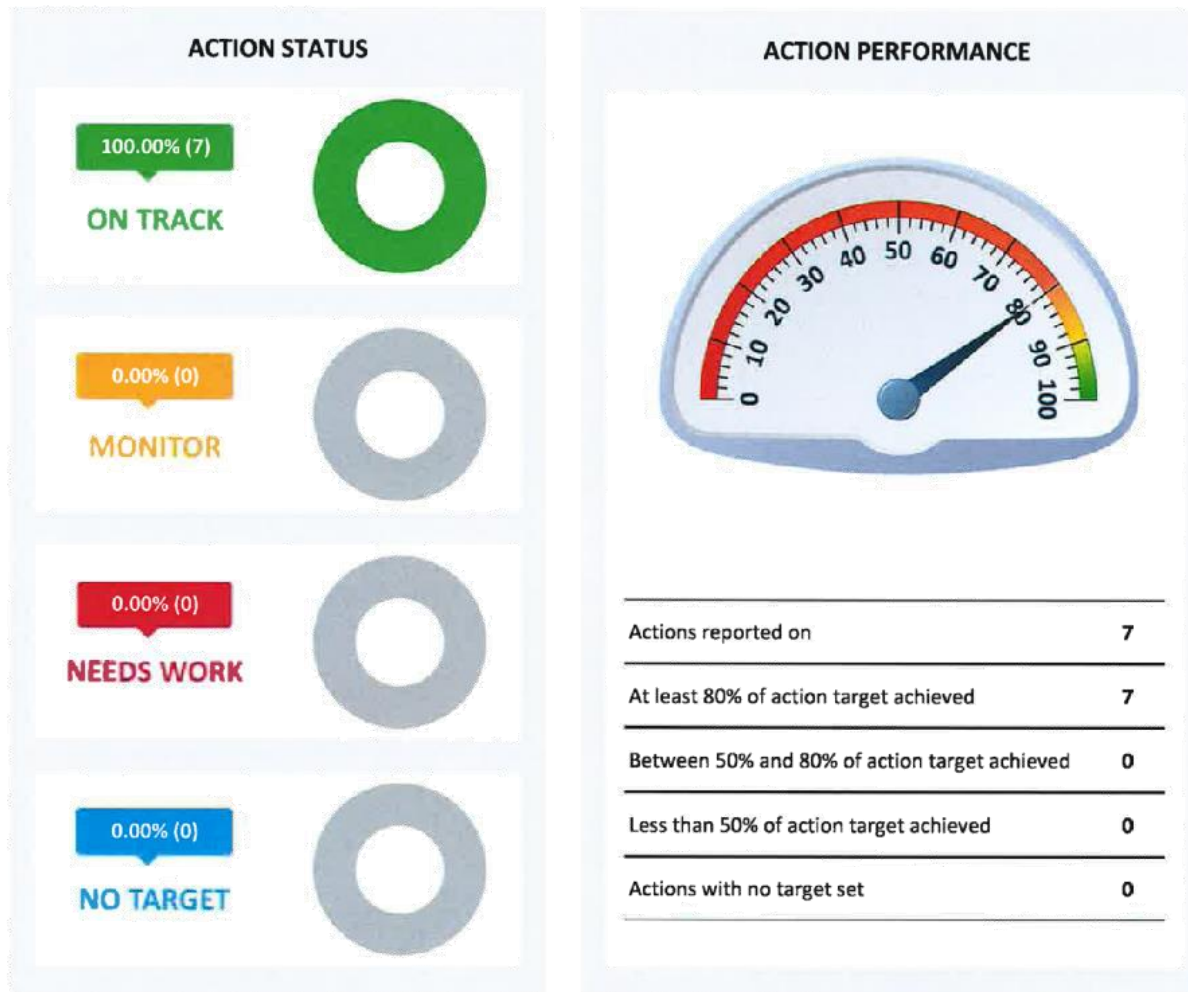 ACTION STATUS
100.00% (7)
ON TRACK
0.00% (0)
MONITOR
0.00% (0)
NEEDS WORK
0.00% (0)
NO TARGET
ACTION PERFORMANCE
0
10
20
30
40
50
60
70
80
90
100
Actions reported on 7
At least 80% of action target achieved 7
Between 50% and 80% of action target achieved 0
Less than 50% of action target achieved 0
Actions with no target set 0